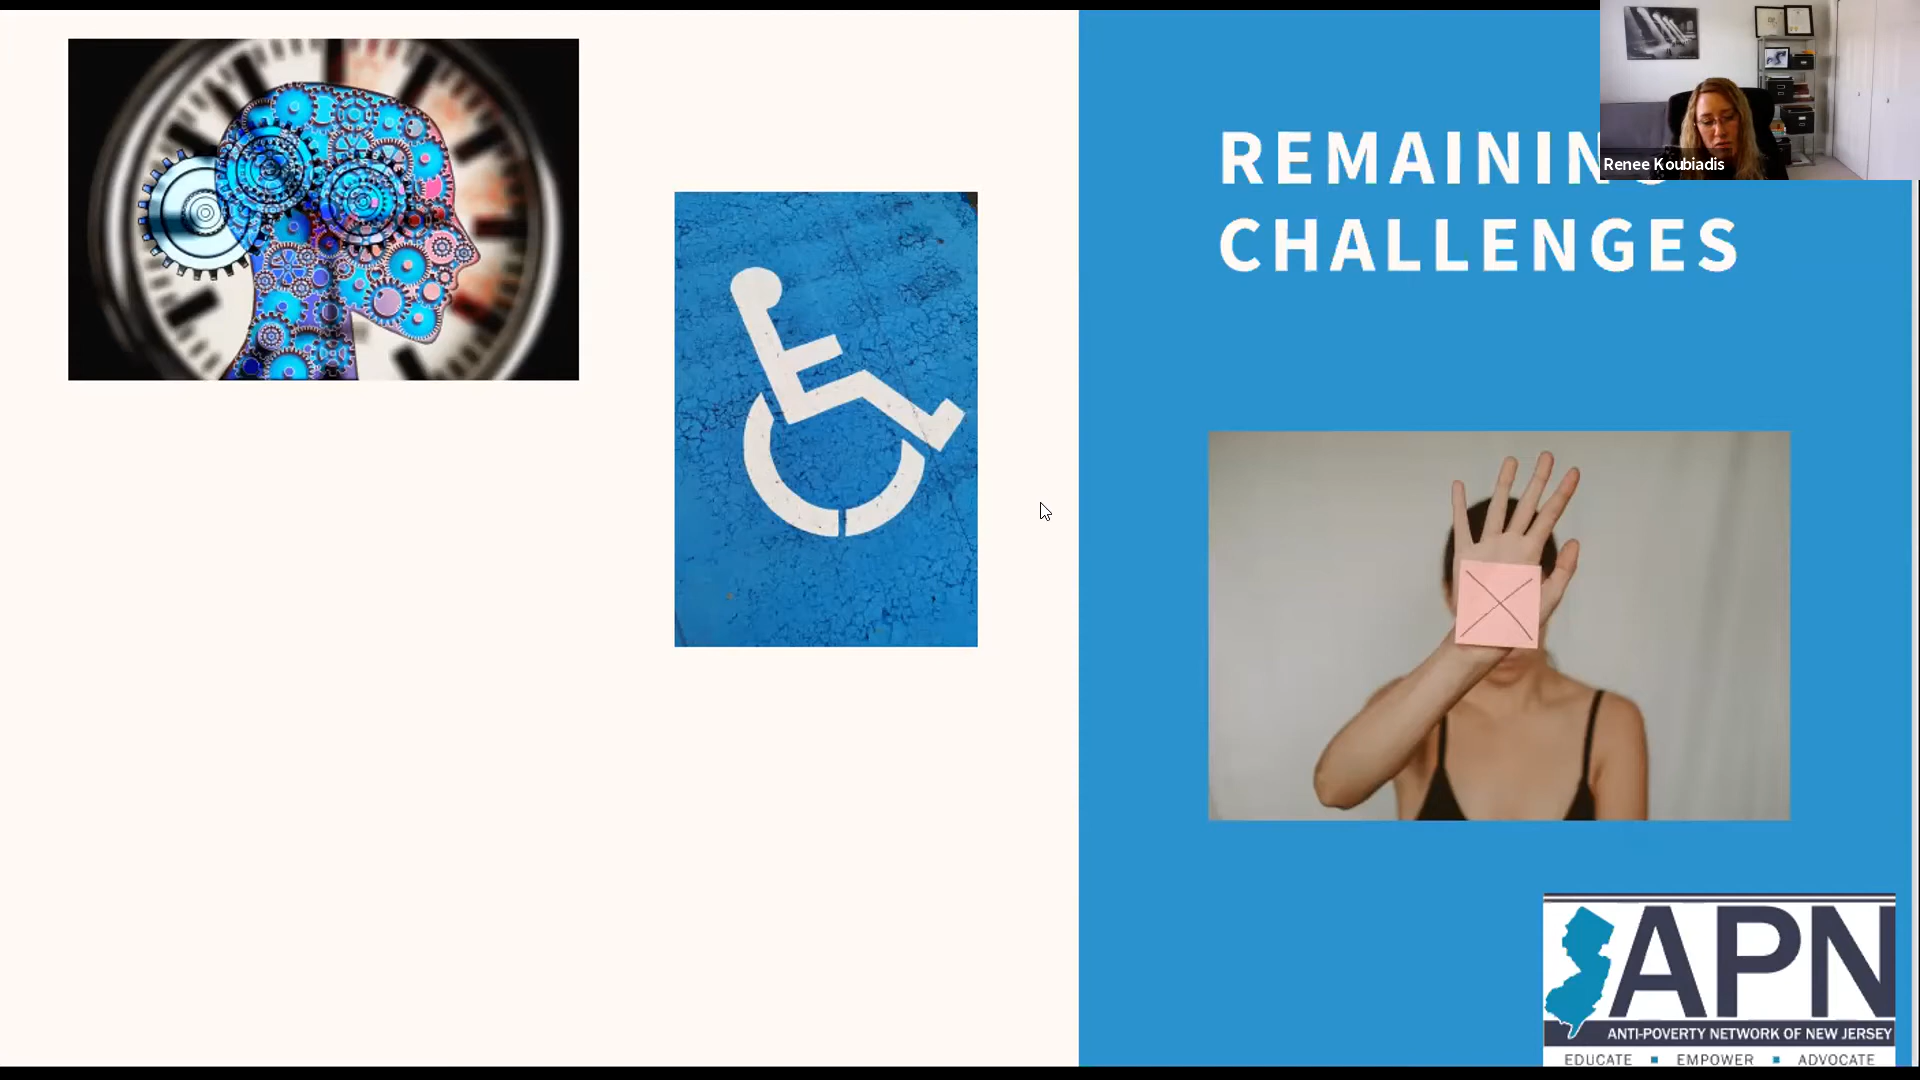 REMAINING
CHALLENGES
Renee Koubiadis
APN
ANTI-POVERTY NETWORK OF NEW JERSEY
EDUCATE ▪ EMPOWER ▪ ADVOCATE